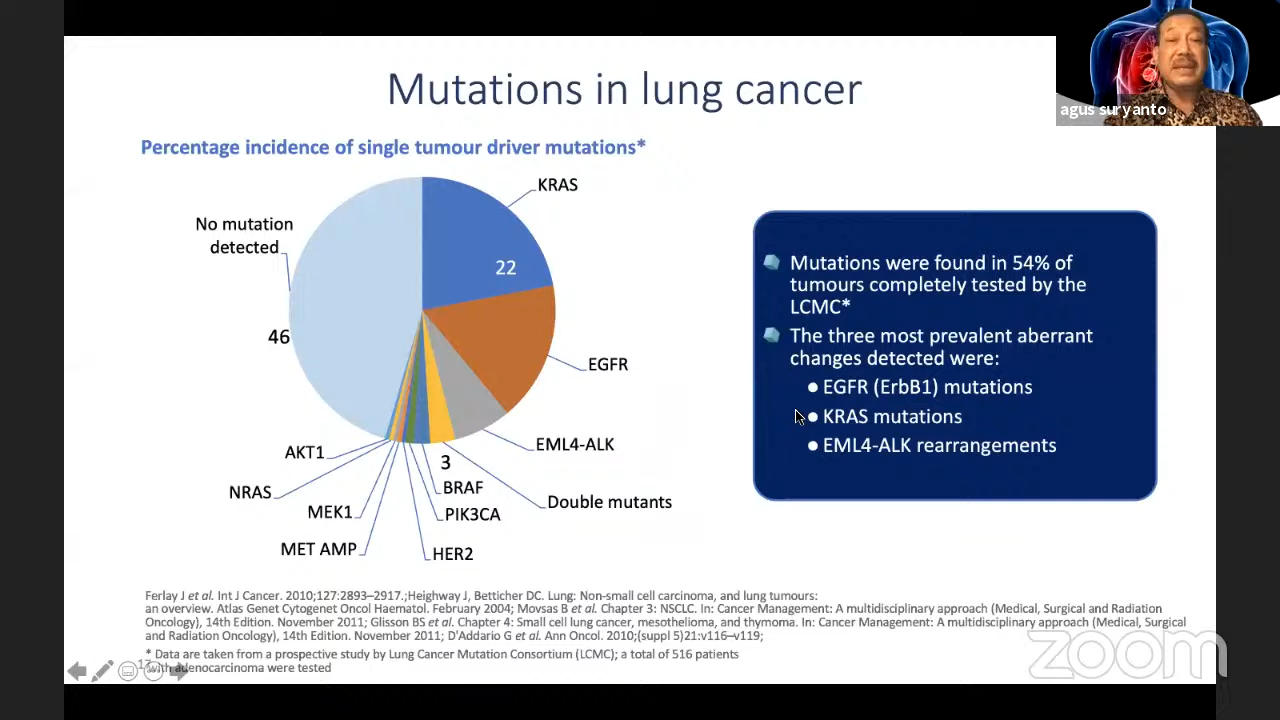 Mutations in lung cancer
agus suryanto
Percentage incidence of single tumour driver mutations*
KRAS
No mutation
detected
22
46
EGFR
EML4-ALK
AKT1
3
NRAS
BRAF
Double mutants
MEK1
PIK3CA
MET AMP
HER2
Mutations were found in 54% of
tumours completely tested by the
LCMC*
The three most prevalent aberrant
changes detected were:
EGFR (ErbB1) mutations
KRAS mutations
EML4-ALK rearrangements
Ferlay J et al. Int J Cancer. 2010;127:2893–2917.;Heighway J, Betticher DC. Lung: Non-small cell carcinoma, and lung tumours:
an overview. Atlas Genet Cytogenet Oncol Haematol. February 2004; Movsas B et al. Chapter 3: NSCLC. In: Cancer Management: A multidisciplinary approach (Medical, Surgical and Radiation
Oncology), 14th Edition. November 2011; Glisson BS et al. Chapter 4: Small cell lung cancer, mesothelioma, and thymoma. In: Cancer Management: A multidisciplinary approach (Medical, Surgical
and Radiation Oncology), 14th Edition. November 2011; D'Addario G et al. Ann Oncol. 2010;(suppl 5)21:v116–v119;
* Data are taken from a prospective study by Lung Cancer Mutation Consortium (LCMC); a total of 516 patients
with adenocarcinoma were tested
zoom